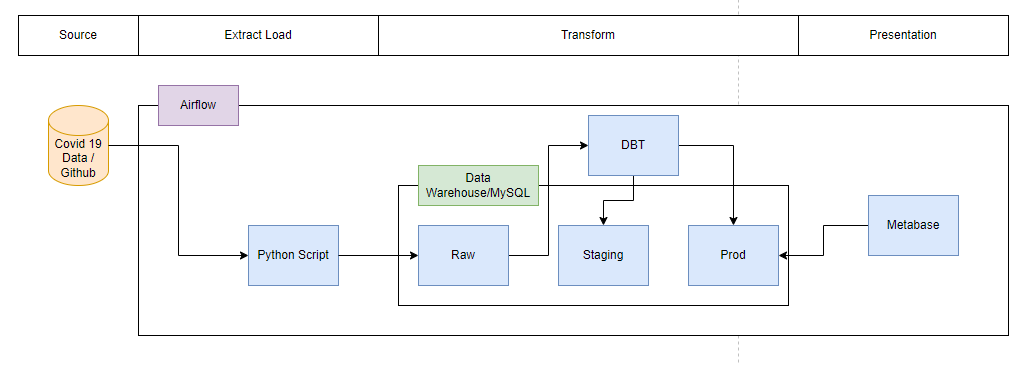 Source
Extract Load
Transform
Presentation
Airflow
Covid 19
Data /
Github
DBT
Data
Warehouse/MySQL
Metabase
Python Script
Raw
Staging
Prod